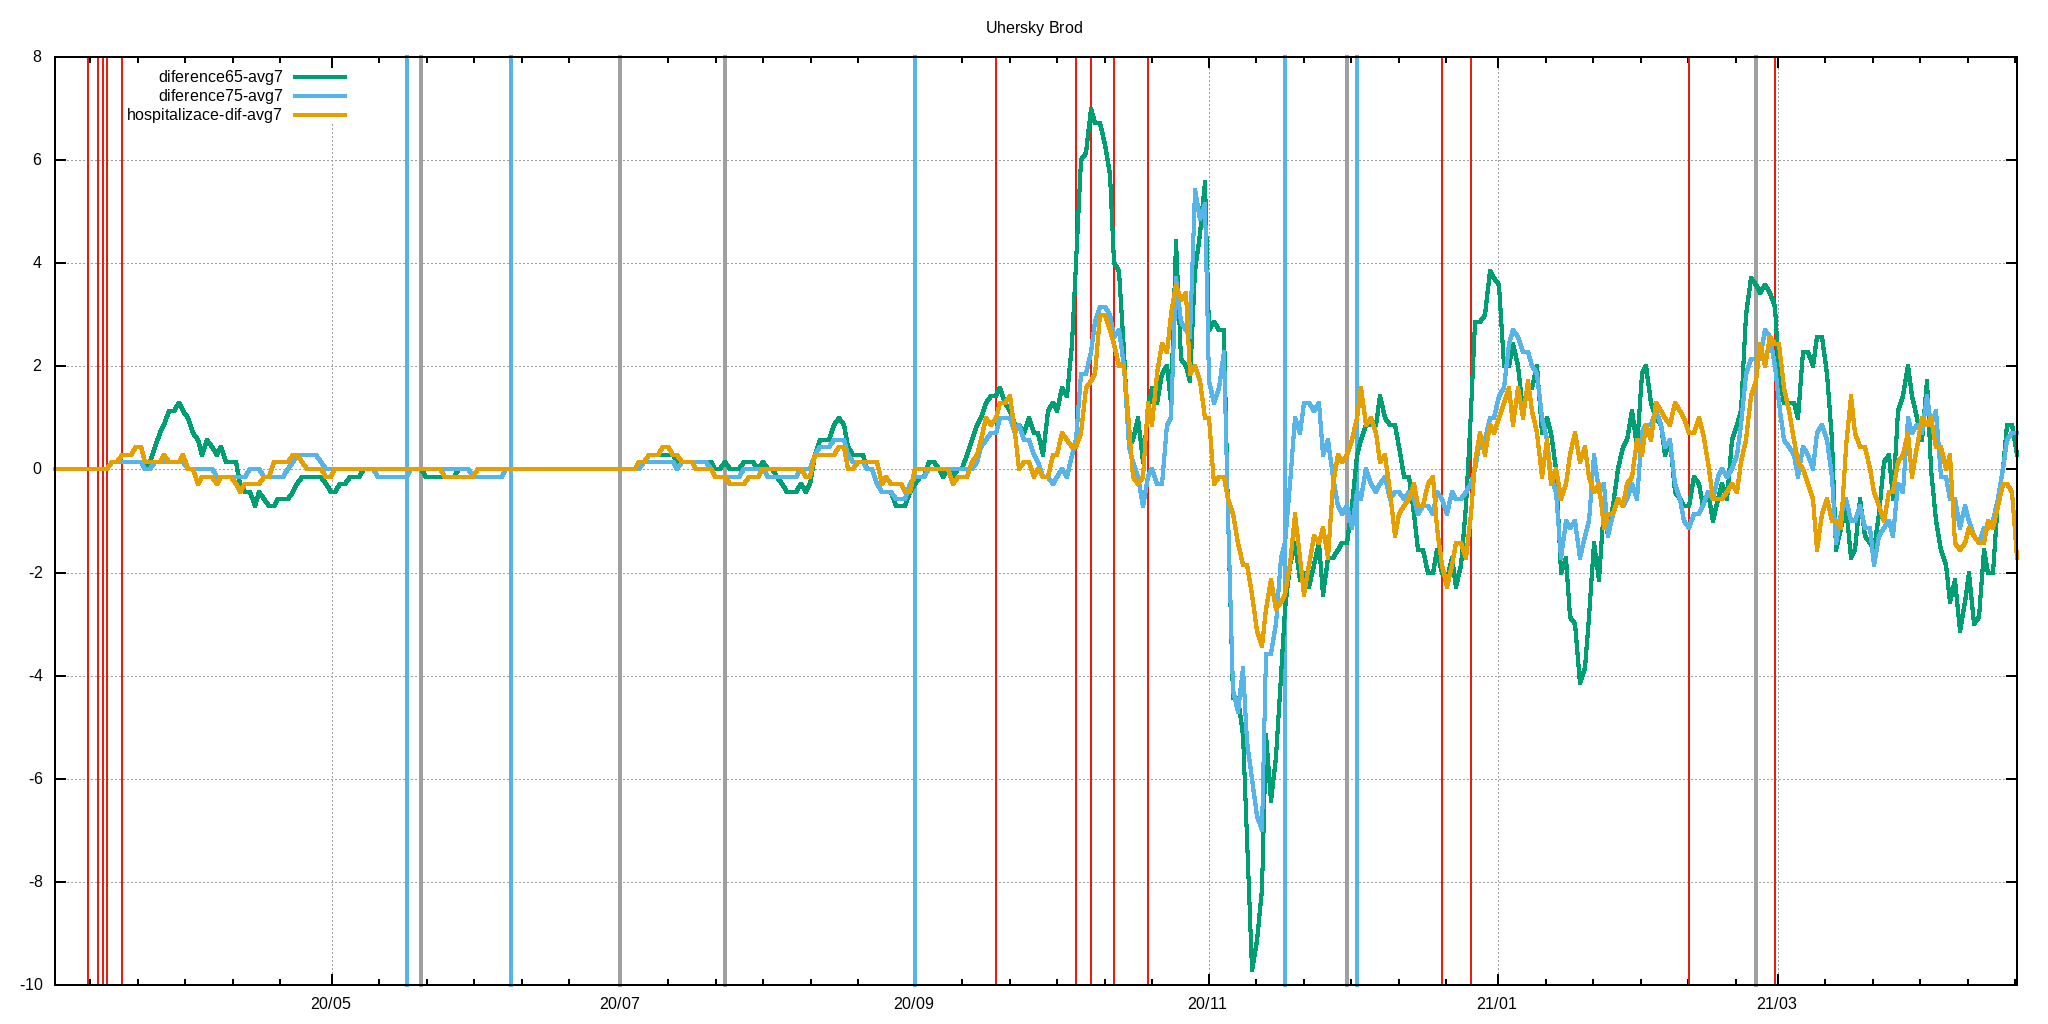 Uhersky Brod
8
diference65-avg7
diference75-avg7
hospitalizace-dif-avg7
6
4
2
0
-2
-4
-6
-8
-10
20/05 20/07 20/09 20/11 21/01 21/03